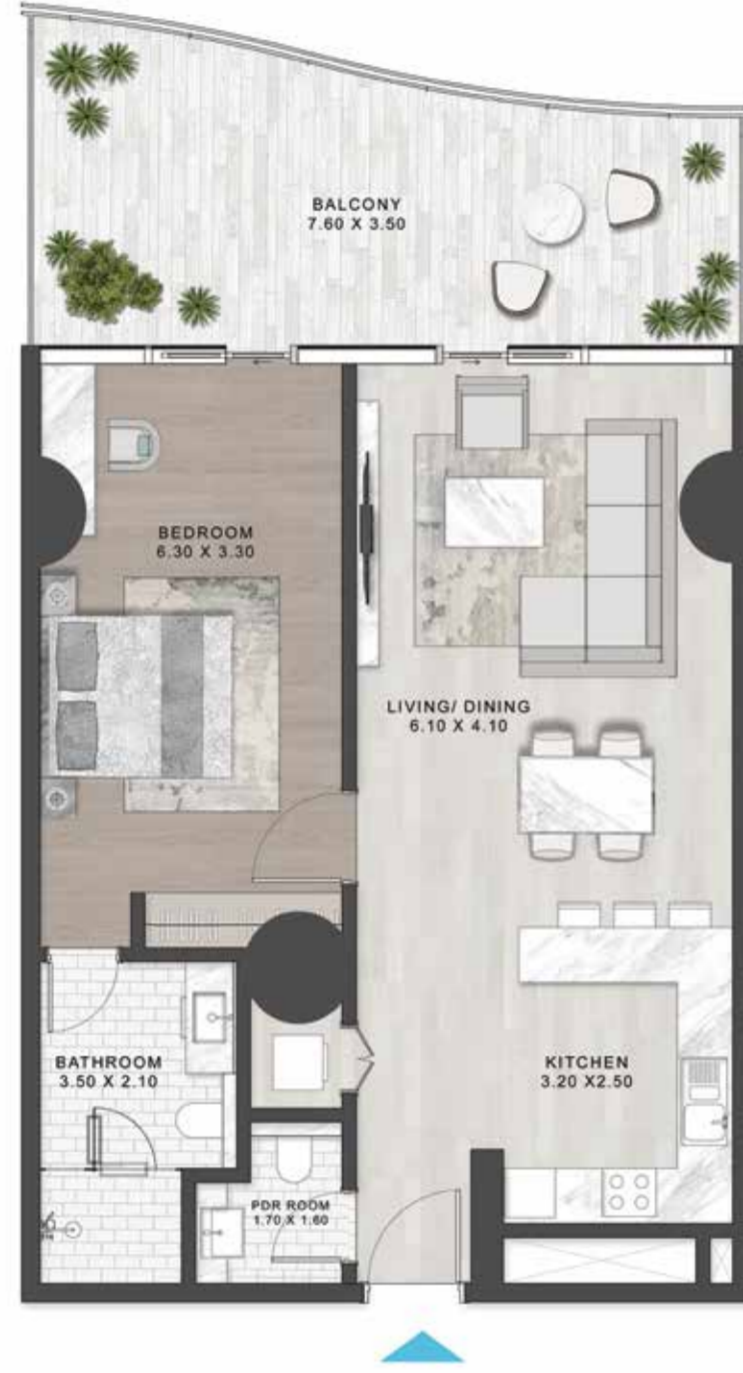 BALCONY
7.60 X 3.50
BEDROOM
6.30 X 3.30
LIVING/ DINING
6.10 X 4.10
BATHROOM
3.50 X 2.10
KITCHEN
3.20 X2.50
PDR ROOM
1.70 X 1.60